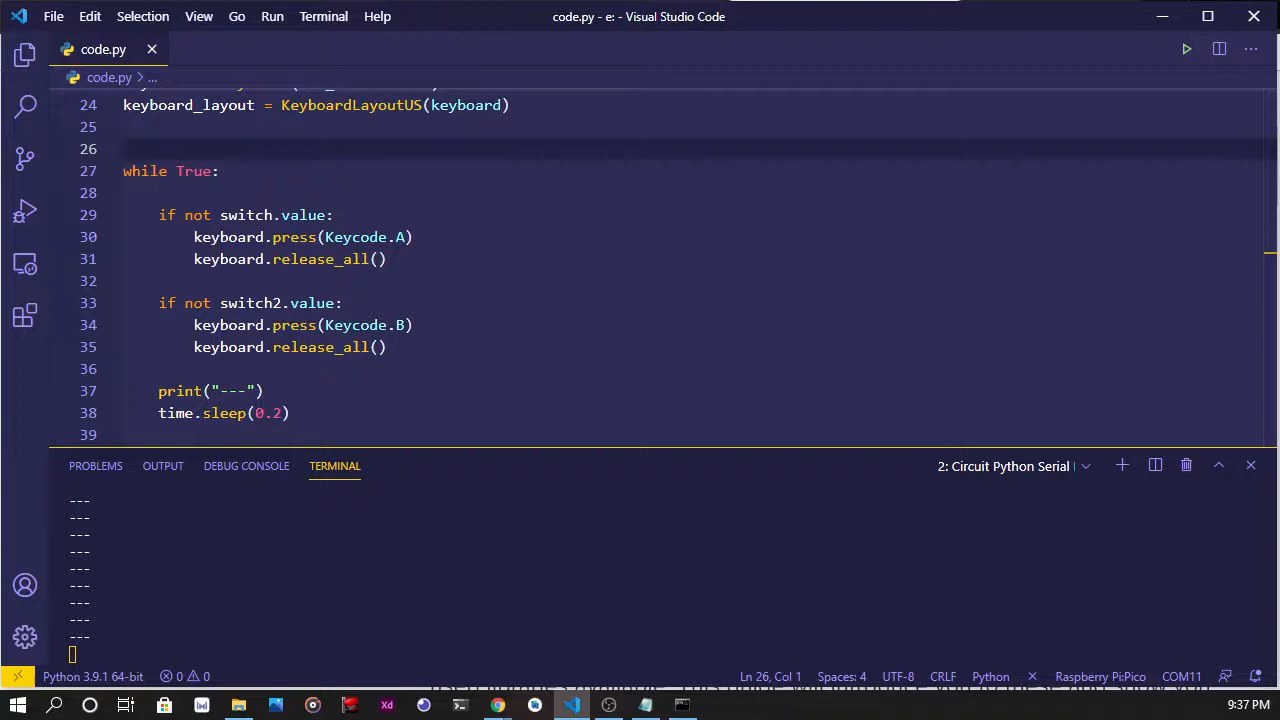 File Edit Selection View Go Run Terminal Help code.py - e: - Visual Studio Code
code.py
code.py > ...
24 keyboard_layout = KeyboardLayoutUS(keyboard)
25
26
27 while True:
28
29 if not switch.value:
30 keyboard.press(Keycode.A)
31 keyboard.release_all()
32
33 if not switch2.value:
34 keyboard.press(Keycode.B)
35 keyboard.release_all()
36
37 print("---")
38 time.sleep(0.2)
39
PROBLEMS OUTPUT DEBUG CONSOLE TERMINAL 2: Circuit Python Serial
---
---
---
---
---
---
---
---
---
Python 3.9.1 64-bit 0 0 Ln 26, Col 1 Spaces: 4 UTF-8 CRLF Python Raspberry Pi:Pico COM11
Xd 9:37 PM